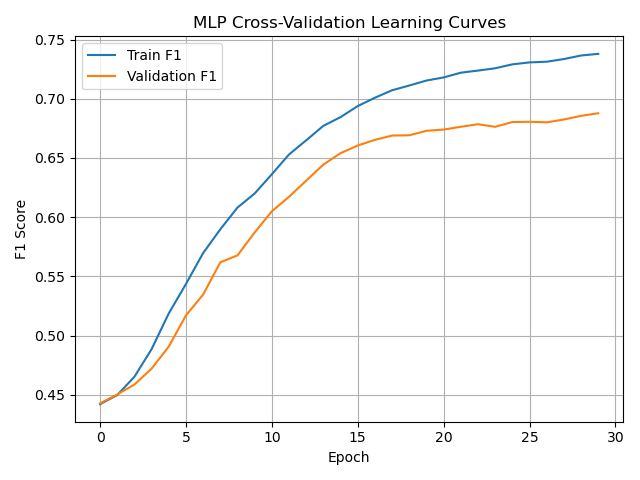 MLP Cross-Validation Learning Curves
Train F1
Validation F1
F1 Score
0.75
0.70
0.65
0.60
0.55
0.50
0.45
0 5 10 15 20 25 30
Epoch